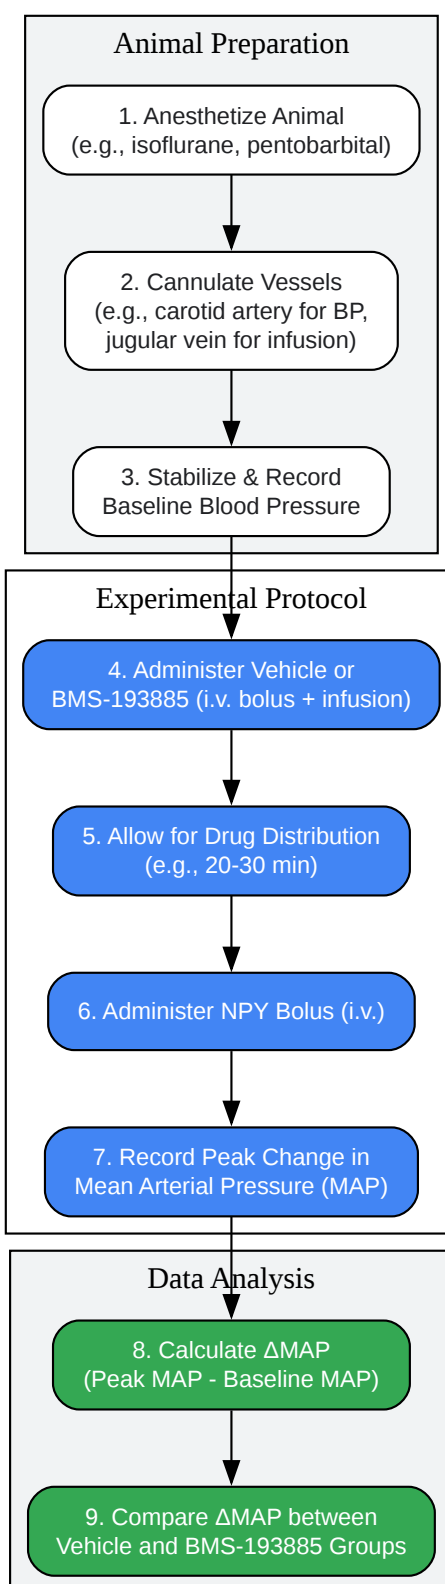 Animal Preparation
1. Anesthetize Animal
(e.g., isoflurane, pentobarbital)
2. Cannulate Vessels
(e.g., carotid artery for BP,
jugular vein for infusion)
3. Stabilize & Record
Baseline Blood Pressure
Experimental Protocol
4. Administer Vehicle or
BMS-193885 (i.v. bolus + infusion)
5. Allow for Drug Distribution
(e.g., 20-30 min)
6. Administer NPY Bolus (i.v.)
7. Record Peak Change in
Mean Arterial Pressure (MAP)
Data Analysis
8. Calculate ΔMAP
(Peak MAP - Baseline MAP)
9. Compare ΔMAP between
Vehicle and BMS-193885 Groups